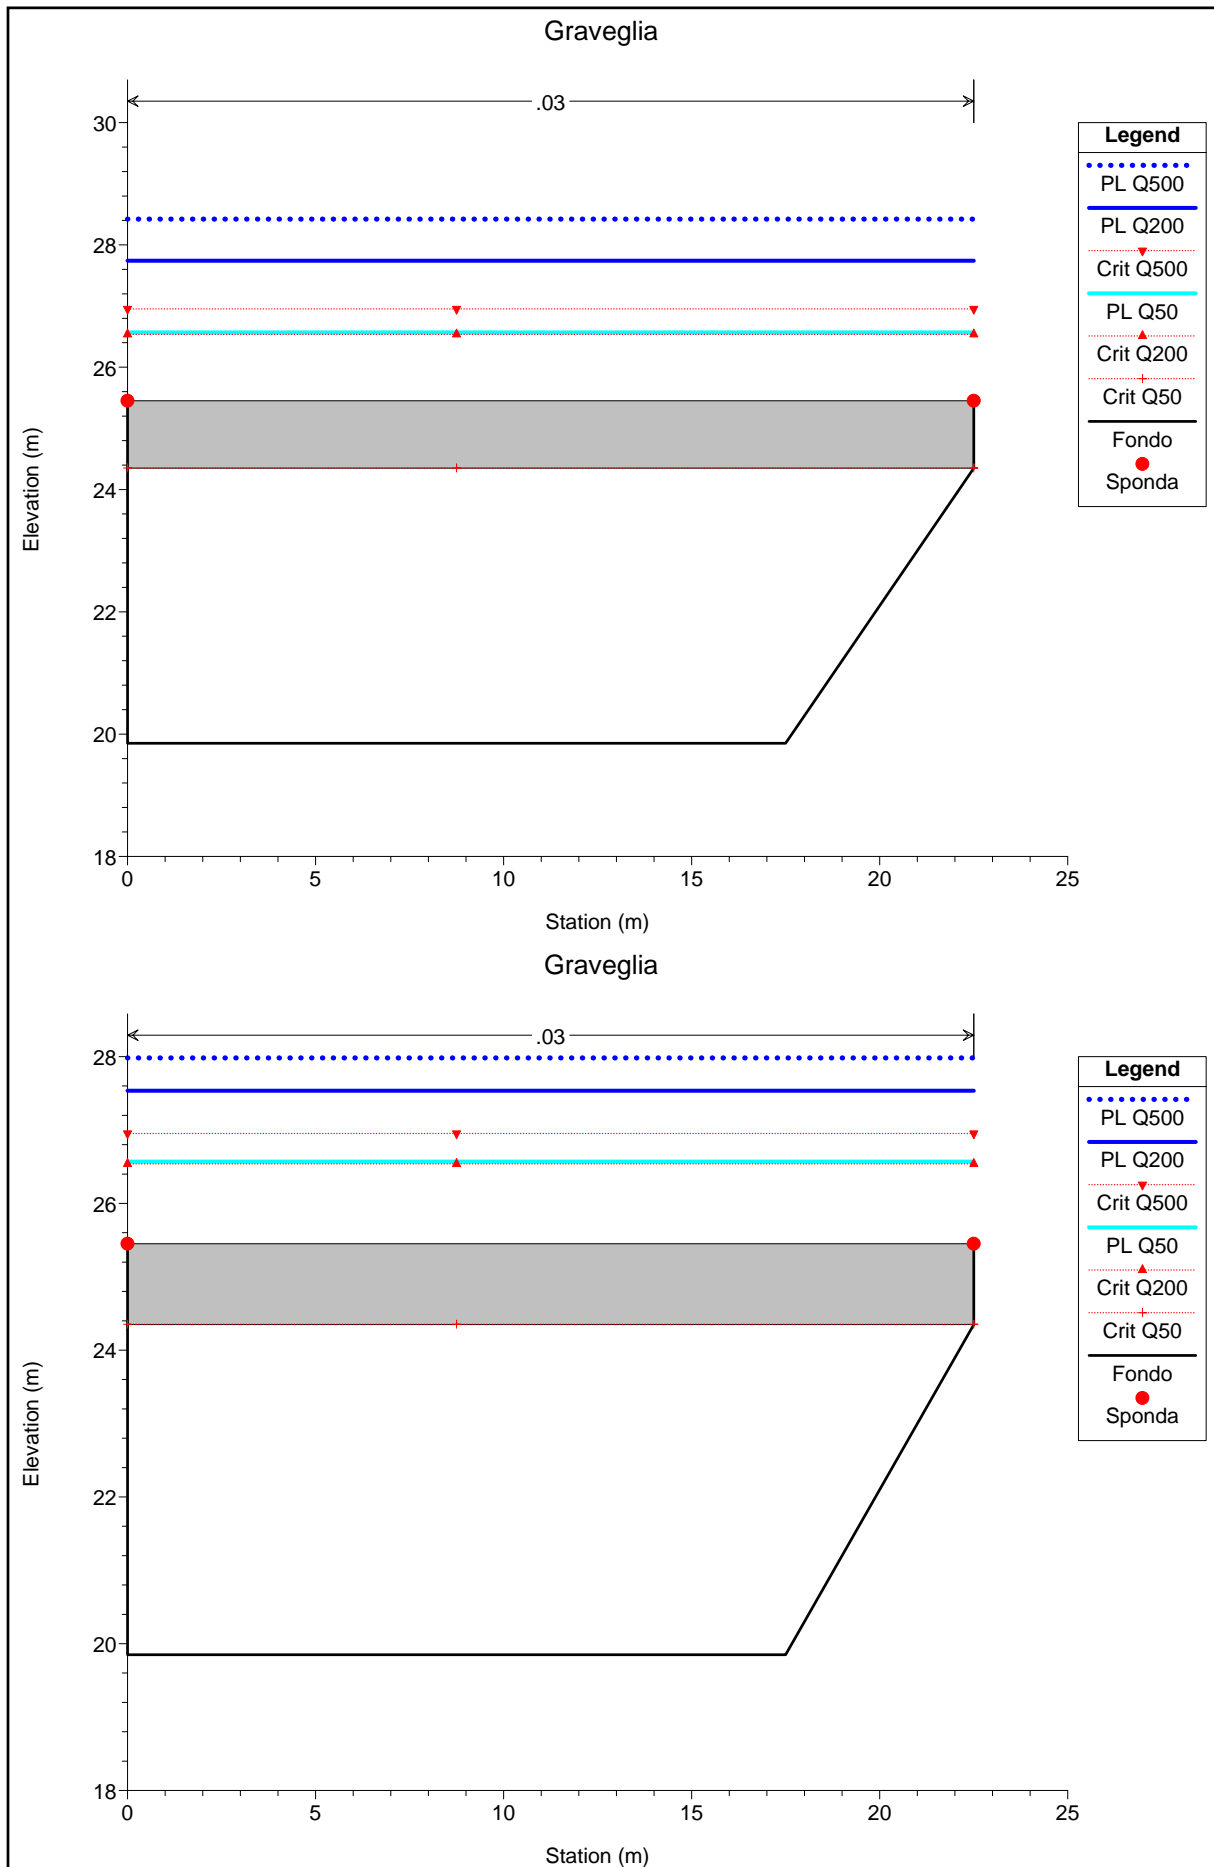 Graveglia
.03
30
28
26
24
22
20
18
0 5 10 15 20 25
Elevation (m)
Station (m)
Legend
PL Q500
PL Q200
Crit Q500
PL Q50
Crit Q200
Crit Q50
Fondo
Sponda
Graveglia
.03
28
26
24
22
20
18
0 5 10 15 20 25
Elevation (m)
Station (m)
Legend
PL Q500
PL Q200
Crit Q500
PL Q50
Crit Q200
Crit Q50
Fondo
Sponda